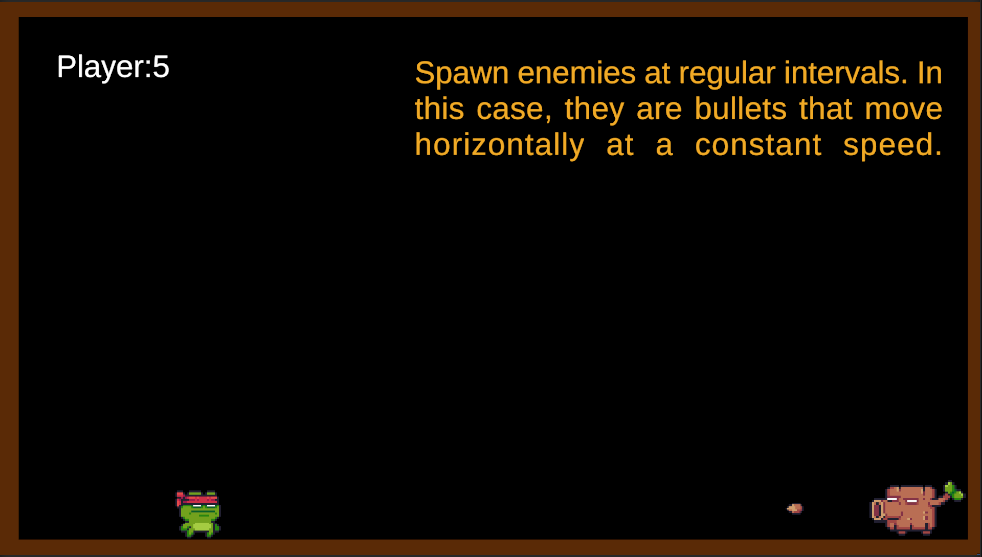 Player:5
Spawn enemies at regular intervals. In
this case, they are bullets that move
horizontally at a constant speed.